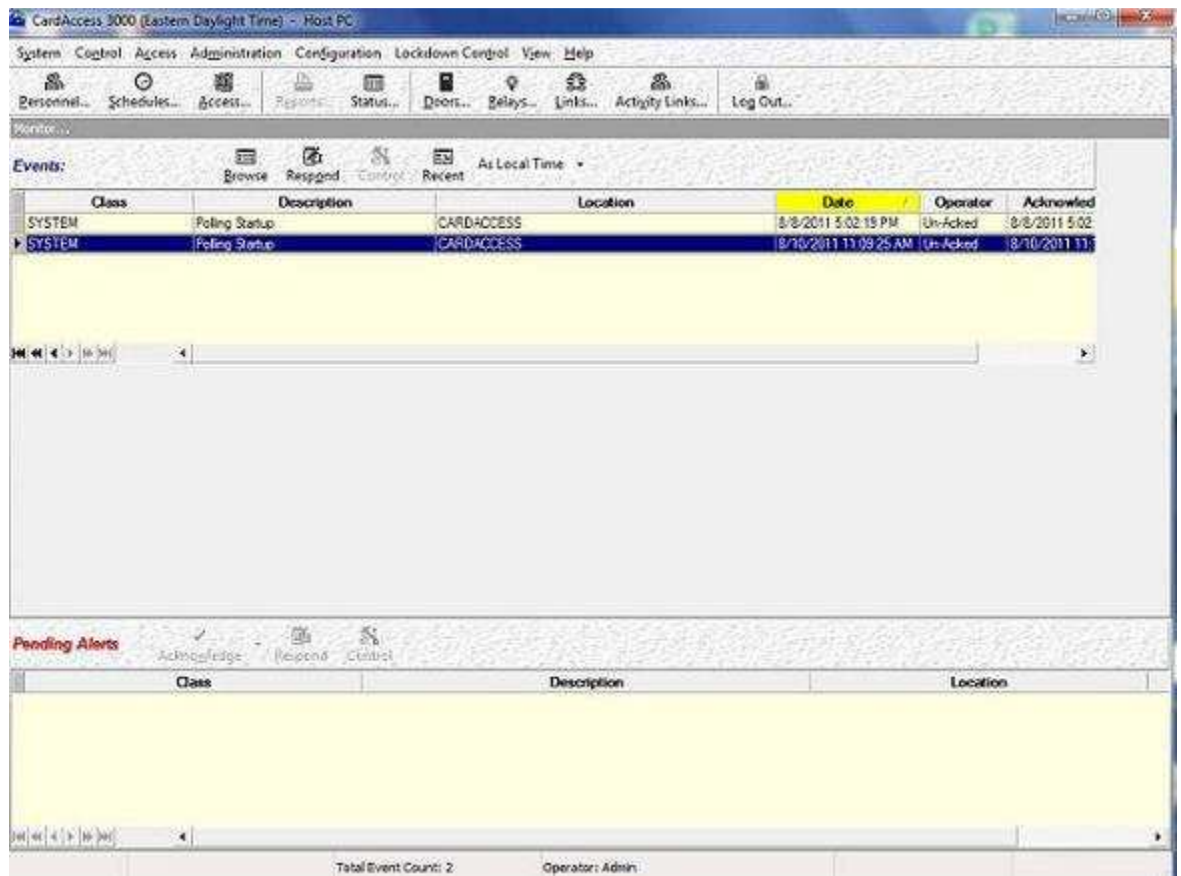 CardAccess 3000 (Eastern Daylight Time) - Host PC
System Control Access Administration Configuration Lockdown Control View Help
Personnel... Schedules... Access... Reports... Status... Doors... Relays... Links... Activity Links... Log Out...
Monitor...
Events: Browse Respond Control Recent As Local Time
Class Description Location Date Operator Acknowled
SYSTEM Polling Startup CARDACCESS 8/8/2011 5:02:19 PM Un-Acked 8/8/2011 5:02
SYSTEM Polling Startup CARDACCESS 8/10/2011 11:09:25 AM Un-Acked 8/10/2011 11:
Pending Alerts Acknowledge Respond Control
Class Description Location
Total Event Count: 2 Operator: Admin